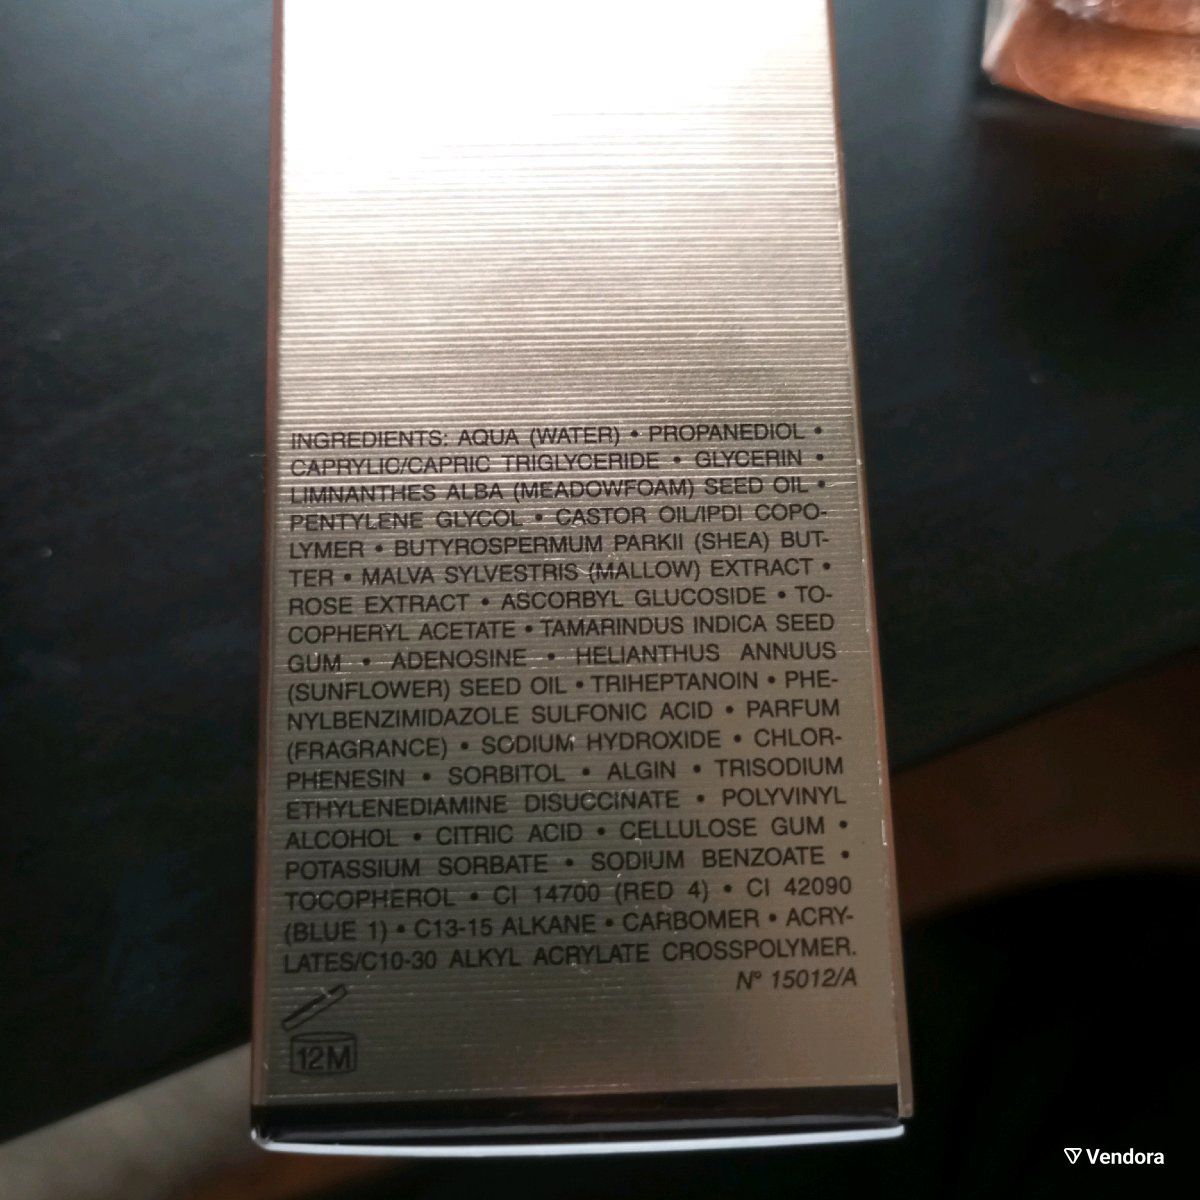 INGREDIENTS: AQUA (WATER) • PROPANEDIOL •
CAPRYLIC/CAPRIC TRIGLYCERIDE • GLYCERIN •
LIMNANTHES ALBA (MEADOWFOAM) SEED OIL •
PENTYLENE GLYCOL • CASTOR OIL/IPDI COPO-
LYMER • BUTYROSPERMUM PARKII (SHEA) BUT-
TER • MALVA SYLVESTRIS (MALLOW) EXTRACT •
ROSE EXTRACT • ASCORBYL GLUCOSIDE • TO-
COPHERYL ACETATE • TAMARINDUS INDICA SEED
GUM • ADENOSINE • HELIANTHUS ANNUUS
(SUNFLOWER) SEED OIL • TRIHEPTANOIN • PHE-
NYLBENZIMIDAZOLE SULFONIC ACID • PARFUM
(FRAGRANCE) • SODIUM HYDROXIDE • CHLOR-
PHENESIN • SORBITOL • ALGIN • TRISODIUM
ETHYLENEDIAMINE DISUCCINATE • POLYVINYL
ALCOHOL • CITRIC ACID • CELLULOSE GUM •
POTASSIUM SORBATE • SODIUM BENZOATE •
TOCOPHEROL • CI 14700 (RED 4) • CI 42090
(BLUE 1) • C13-15 ALKANE • CARBOMER • ACRY-
LATES/C10-30 ALKYL ACRYLATE CROSSPOLYMER.
N° 15012/A
12M
Vendora